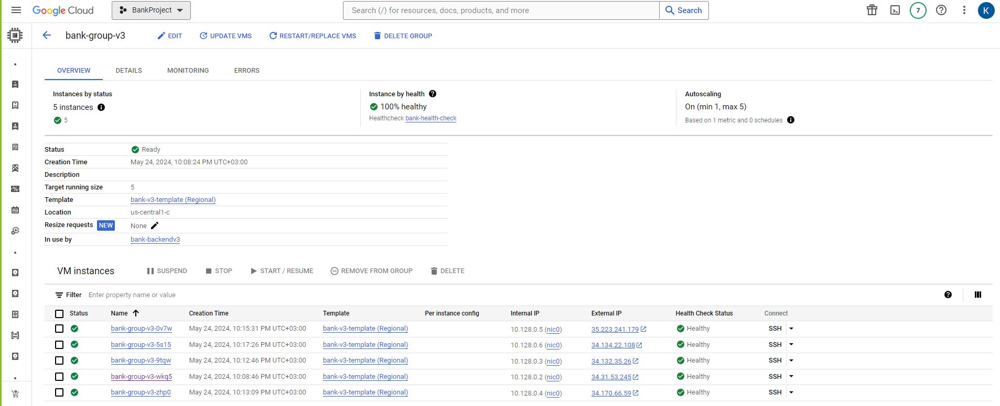 Google Cloud BankProject Search (/) for resources, docs, products, and more Search 7 K
bank-group-v3 EDIT UPDATE VMS RESTART/REPLACE VMS DELETE GROUP
OVERVIEW DETAILS MONITORING ERRORS
Instances by status
5 instances
5
Instance by health
100% healthy
Healthcheck bank-health-check
Autoscaling
On (min 1, max 5)
Based on 1 metric and 0 schedules
Status Ready
Creation Time May 24, 2024, 10:08:24 PM UTC+03:00
Description
Target running size 5
Template bank-v3-template (Regional)
Location us-central1-c
Resize requests NEW None
In use by bank-backendv3
VM instances SUSPEND STOP START / RESUME REMOVE FROM GROUP DELETE
Filter Enter property name or value
Status Name Creation Time Template Per instance config Internal IP External IP Health Check Status Connect
bank-group-v3-0v7w May 24, 2024, 10:15:31 PM UTC+03:00 bank-v3-template (Regional) 10.128.0.5 (nic0) 35.223.241.179 Healthy SSH
bank-group-v3-5s15 May 24, 2024, 10:17:26 PM UTC+03:00 bank-v3-template (Regional) 10.128.0.6 (nic0) 34.134.22.108 Healthy SSH
bank-group-v3-9tqw May 24, 2024, 10:12:46 PM UTC+03:00 bank-v3-template (Regional) 10.128.0.3 (nic0) 34.132.35.26 Healthy SSH
bank-group-v3-wkq5 May 24, 2024, 10:08:46 PM UTC+03:00 bank-v3-template (Regional) 10.128.0.2 (nic0) 34.31.53.245 Healthy SSH
bank-group-v3-zhp0 May 24, 2024, 10:13:09 PM UTC+03:00 bank-v3-template (Regional) 10.128.0.4 (nic0) 34.170.66.59 Healthy SSH